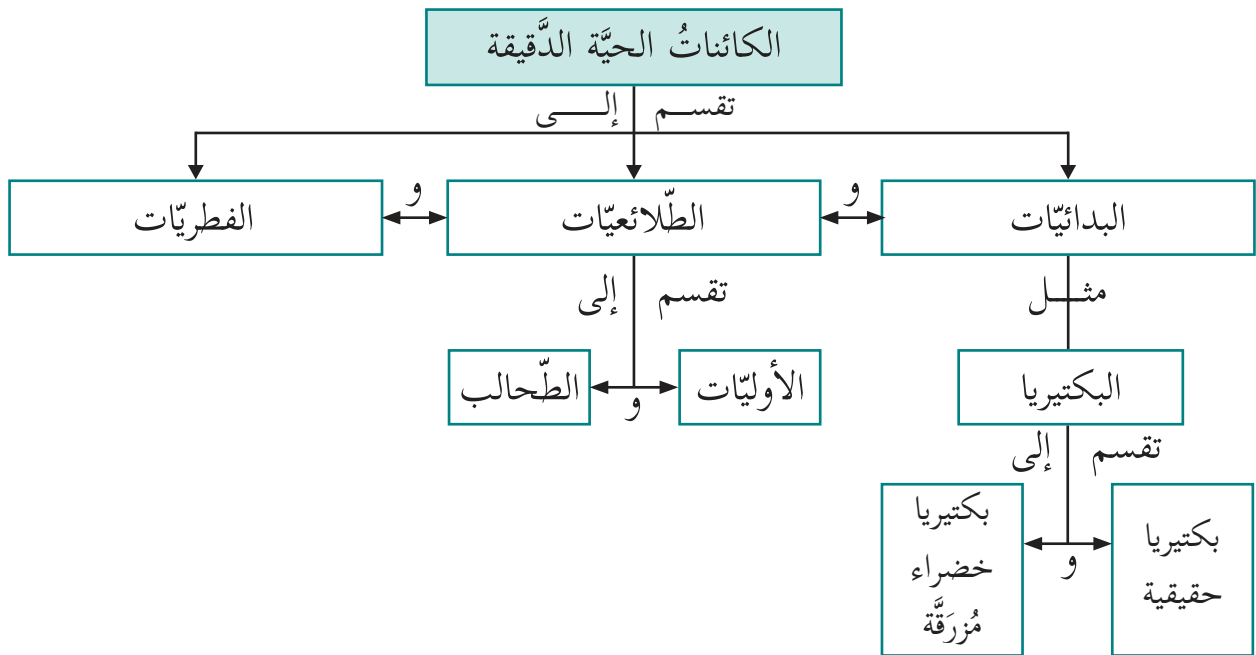 الكائناتُ الحيَّة الدَّقيقة
تقسم إلـــى
البدائيّات
و
الطّلائعيّات
و
الفطريّات
مثـــل
تقسم إلى
البكتيريا
الأوليّات
و
الطّحالب
تقسم إلى
بكتيريا
حقيقية
و
بكتيريا
خضراء
مُزرَقَّة